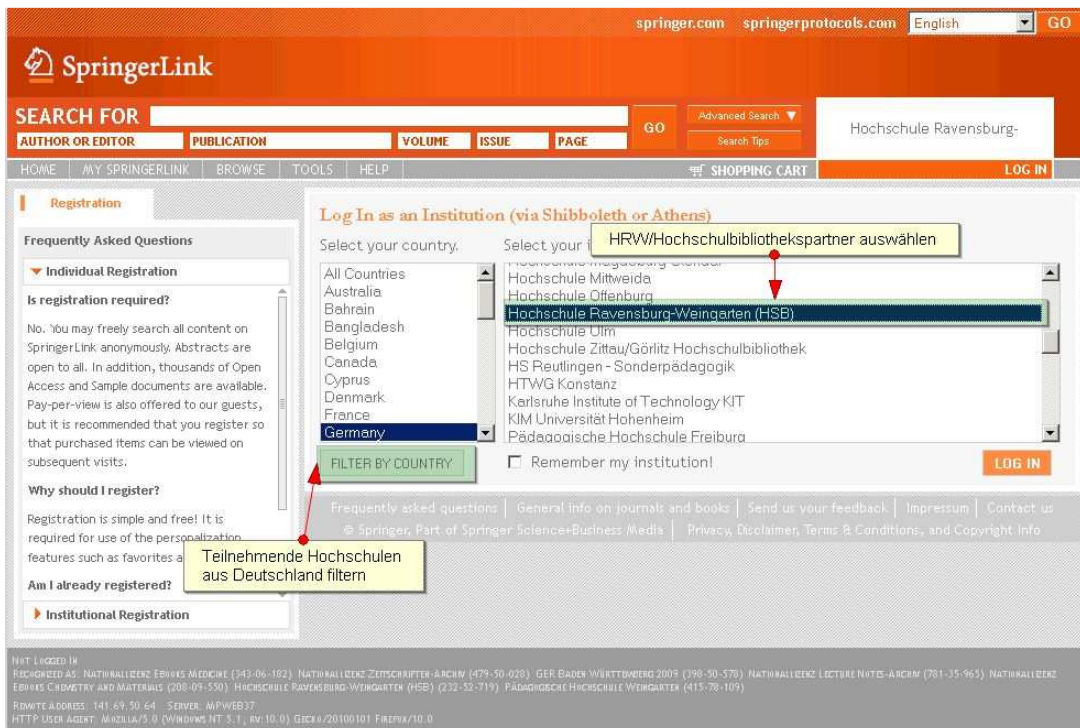 springer.com springerprotocols.com English GO
SpringerLink
SEARCH FOR
GO
Advanced Search
AUTHOR OR EDITOR PUBLICATION VOLUME ISSUE PAGE
Search Tips
Hochschule Ravensburg-
HOME MY SPRINGERLINK BROWSE TOOLS HELP
SHOPPING CART
LOG IN
Registration
Frequently Asked Questions
Individual Registration
Is registration required?
No. You may freely search all content on
SpringerLink anonymously. Abstracts are
open to all. In addition, thousands of Open
Access and Sample documents are available.
Pay-per-view is also offered to our guests,
but it is recommended that you register so
that purchased items can be viewed on
subsequent visits.
Why should I register?
Registration is simple and free! It is
required for use of the personalization
features such as favorites a
Am I already registered?
Institutional Registration
Log In as an Institution (via Shibboleth or Athens)
Select your country.
All Countries
Australia
Bahrain
Bangladesh
Belgium
Canada
Cyprus
Denmark
France
Germany
FILTER BY COUNTRY
Select your i
HRW/Hochschulbibliothekspartner auswählen
Hochschule Mittweida
Hochschule Offenburg
Hochschule Ravensburg-Weingarten (HSB)
Hochschule Ulm
Hochschule Zittau/Görlitz Hochschulbibliothek
HS Reutlingen - Sonderpädagogik
HTWG Konstanz
Karlsruhe Institute of Technology KIT
KIM Universität Hohenheim
Pädagogische Hochschule Freiburg
Remember my institution!
LOG IN
Teilnehmende Hochschulen
aus Deutschland filtern
Frequently asked questions General info on journals and books Send us your feedback Impressum Contact us
© Springer, Part of Springer Science+Business Media Privacy, Disclaimer, Terms & Conditions, and Copyright Info
NOT LOGGED IN
RECOGNIZED AS: NATIONALLIZENZ EBOOKS MEDICINE (343-06-182) NATIONALLIZENZ ZEITSCHRIFTEN-ARCHIV (479-50-028) GER BADEN WÜRTTEMBERG 2009 (398-50-578) NATIONALLIZENZ LECTURE NOTES-ARCHIV (781-35-965) NATIONALLIZENZ
EBOOKS CHEMISTRY AND MATERIALS (208-09-550) HOCHSCHULE RAVENSBURG-WEINGARTEN (HSB) (232-52-719) PÄDAGOGISCHE HOCHSCHULE WEINGARTEN (415-78-109)
REMOTE ADDRESS: 141.69.50.64 SERVER: MPWEB37
HTTP USER AGENT: MOZILLA/5.0 (WINDOWS NT 5.1; RV:10.0) GECKO/20100101 FIREFOX/10.0